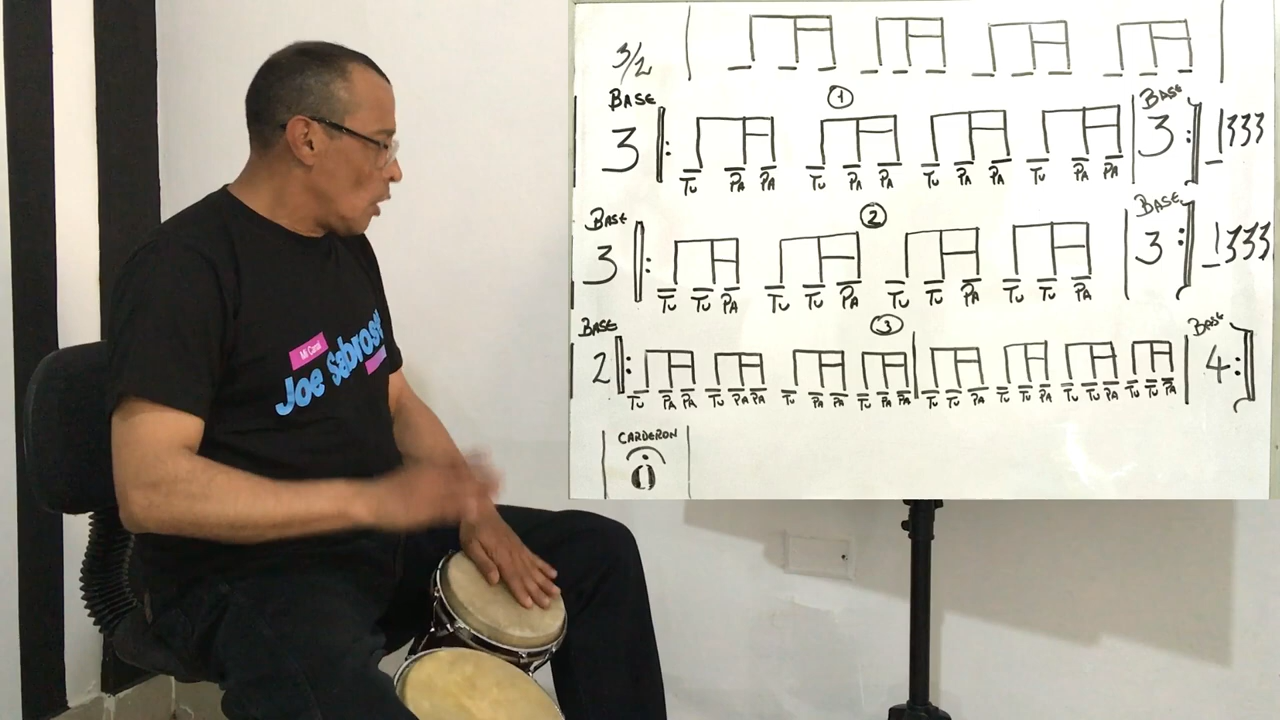 3/2
BASE ① BASE
3 3 1333
TU PA PA TU PA PA TU PA PA TU PA PA
BASE ② BASE
3 3 1333
TU TU PA TU TU PA TU TU PA TU TU PA
BASE ③ BASE
2 4
TU PA PA TU PA PA TU PA PA TU PA PA TU TU PA TU TU PA TU TU PA TU TU PA
CARDERON
Mi Canal
Joe Sabrosa